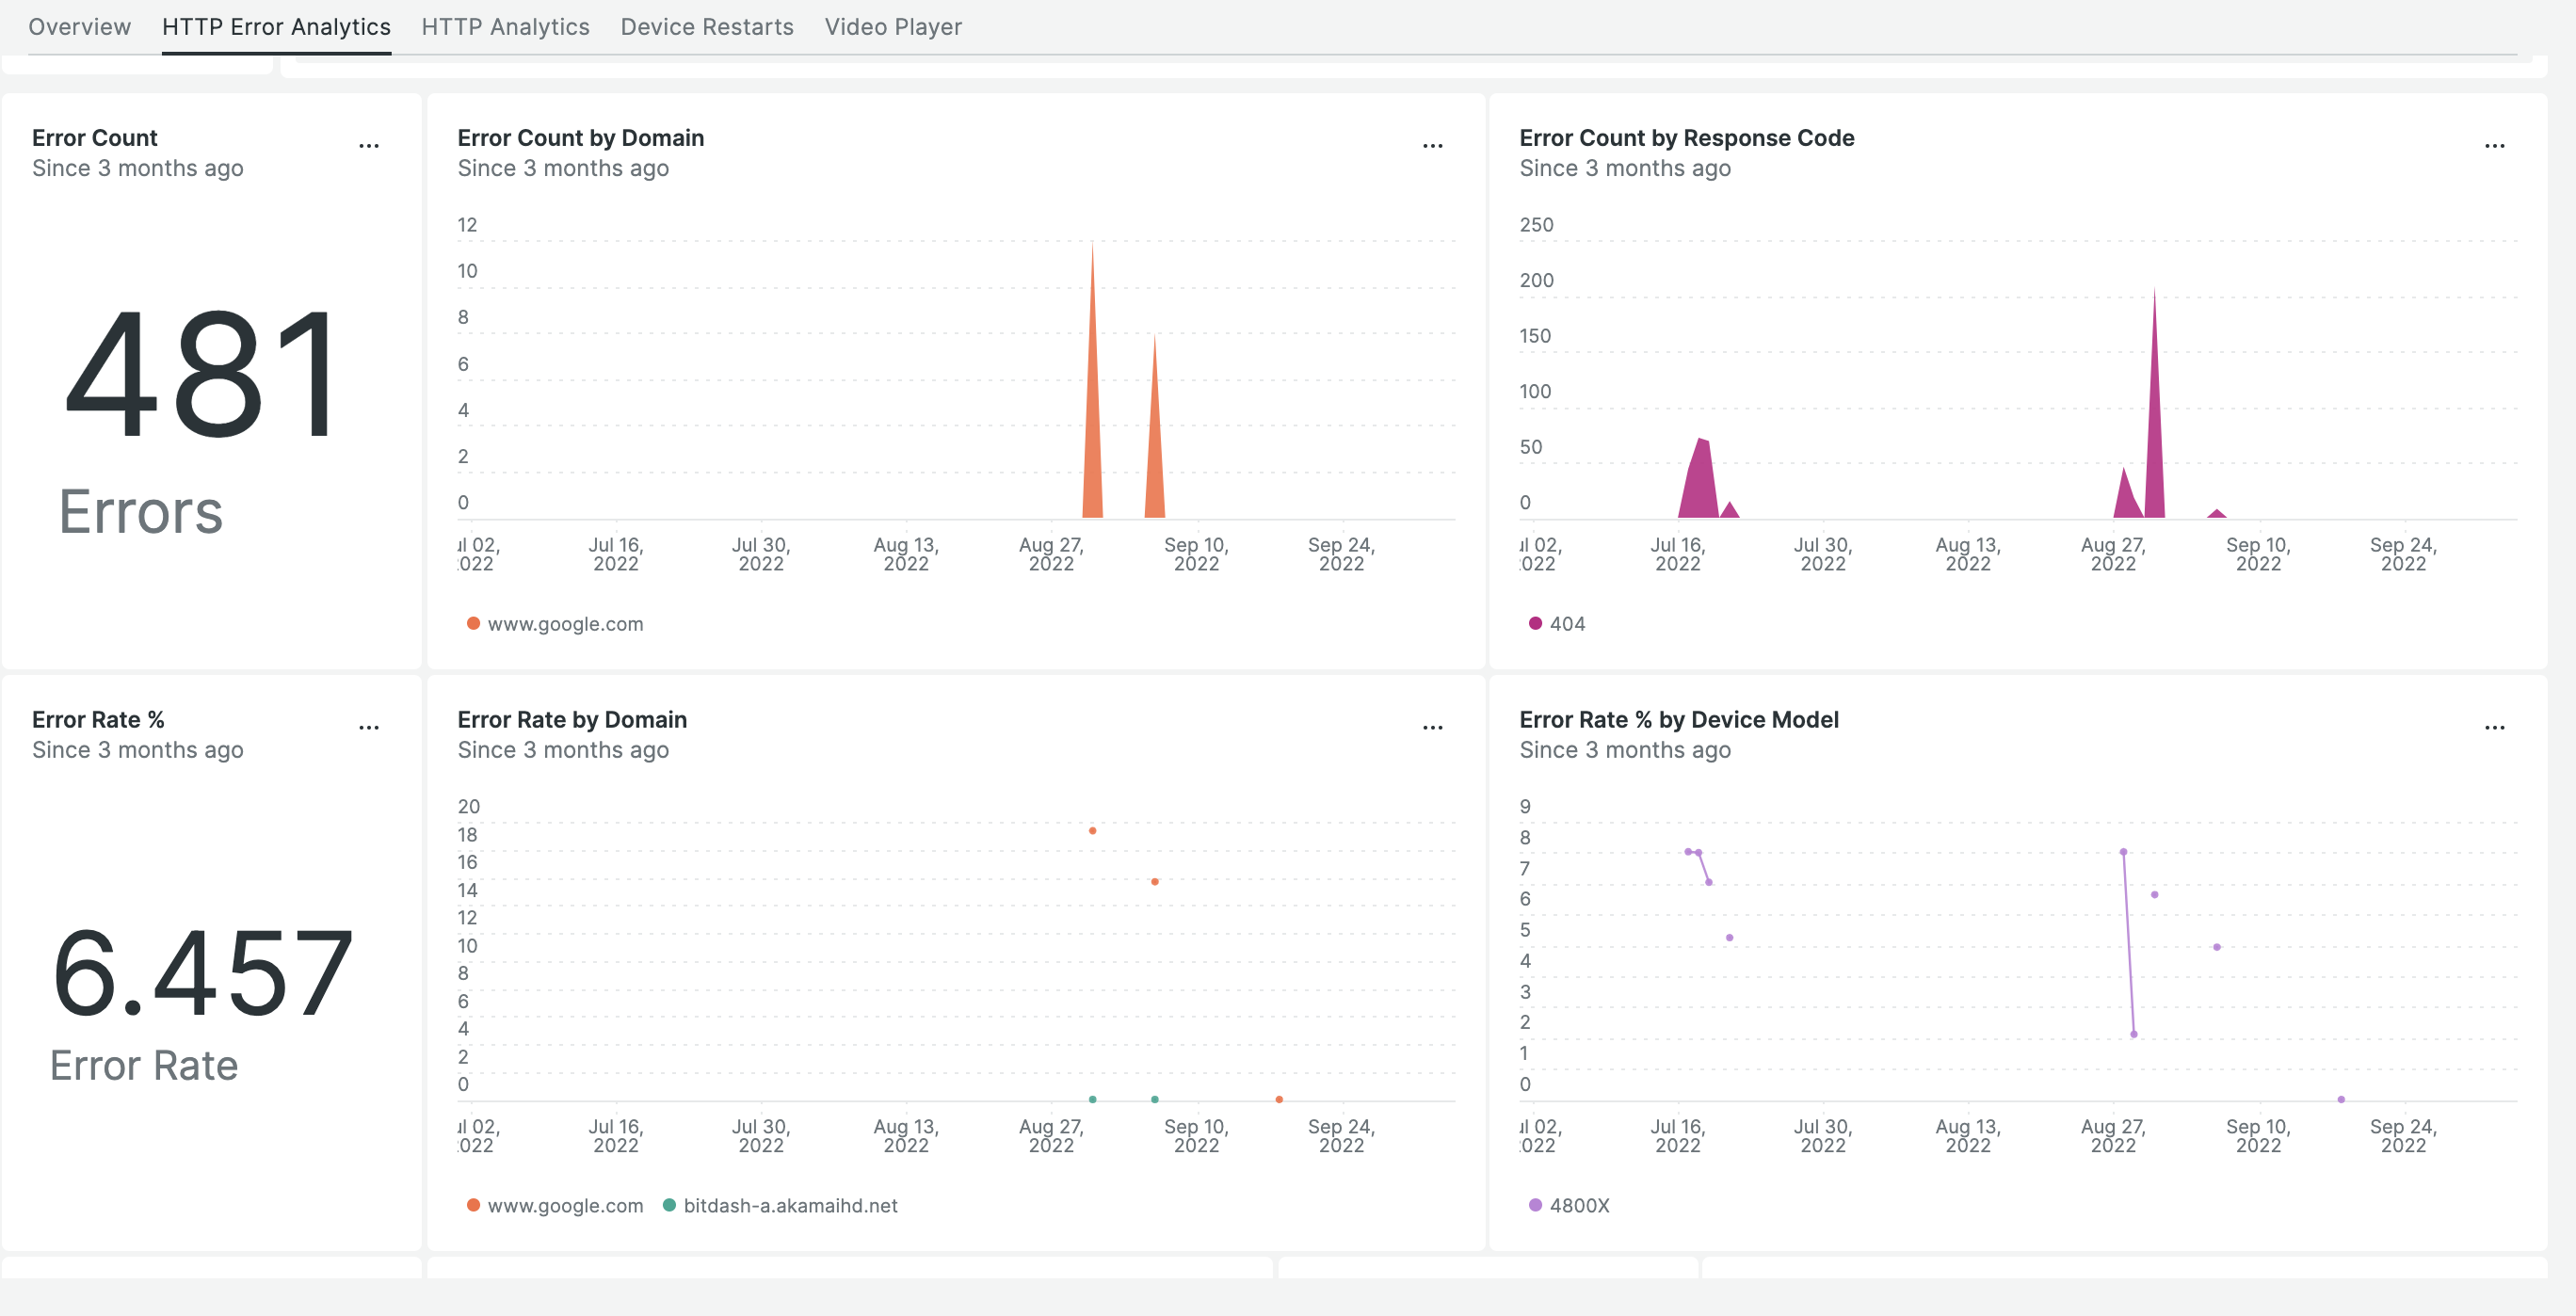 Overview
HTTP Error Analytics
HTTP Analytics
Device Restarts
Video Player
Error Count
Since 3 months ago
...
481
Errors
Error Count by Domain
Since 3 months ago
...
12
10
8
6
4
2
0
ul 02,
2022
Jul 16,
2022
Jul 30,
2022
Aug 13,
2022
Aug 27,
2022
Sep 10,
2022
Sep 24,
2022
www.google.com
Error Count by Response Code
Since 3 months ago
...
250
200
150
100
50
0
ul 02,
2022
Jul 16,
2022
Jul 30,
2022
Aug 13,
2022
Aug 27,
2022
Sep 10,
2022
Sep 24,
2022
404
Error Rate %
Since 3 months ago
...
6.457
Error Rate
Error Rate by Domain
Since 3 months ago
...
20
18
16
14
12
10
8
6
4
2
0
ul 02,
2022
Jul 16,
2022
Jul 30,
2022
Aug 13,
2022
Aug 27,
2022
Sep 10,
2022
Sep 24,
2022
www.google.com
bitdash-a.akamaihd.net
Error Rate % by Device Model
Since 3 months ago
...
9
8
7
6
5
4
3
2
1
0
ul 02,
2022
Jul 16,
2022
Jul 30,
2022
Aug 13,
2022
Aug 27,
2022
Sep 10,
2022
Sep 24,
2022
4800X